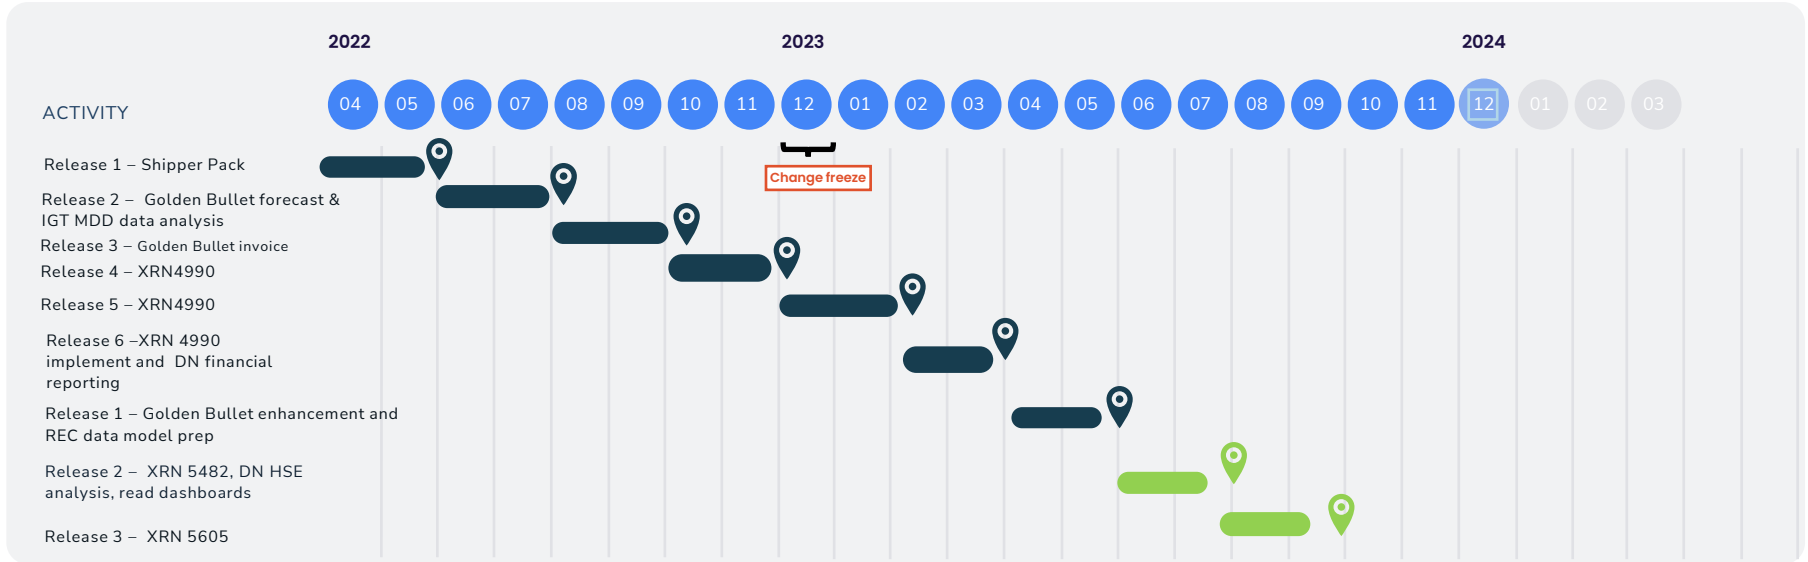 2022 2023 2024
ACTIVITY 04 05 06 07 08 09 10 11 12 01 02 03 04 05 06 07 08 09 10 11 12 01 02 03
Release 1 – Shipper Pack
Change freeze
Release 2 – Golden Bullet forecast &
IGT MDD data analysis
Release 3 – Golden Bullet invoice
Release 4 – XRN4990
Release 5 – XRN4990
Release 6 –XRN 4990
implement and DN financial
reporting
Release 1 – Golden Bullet enhancement and
REC data model prep
Release 2 – XRN 5482, DN HSE
analysis, read dashboards
Release 3 – XRN 5605